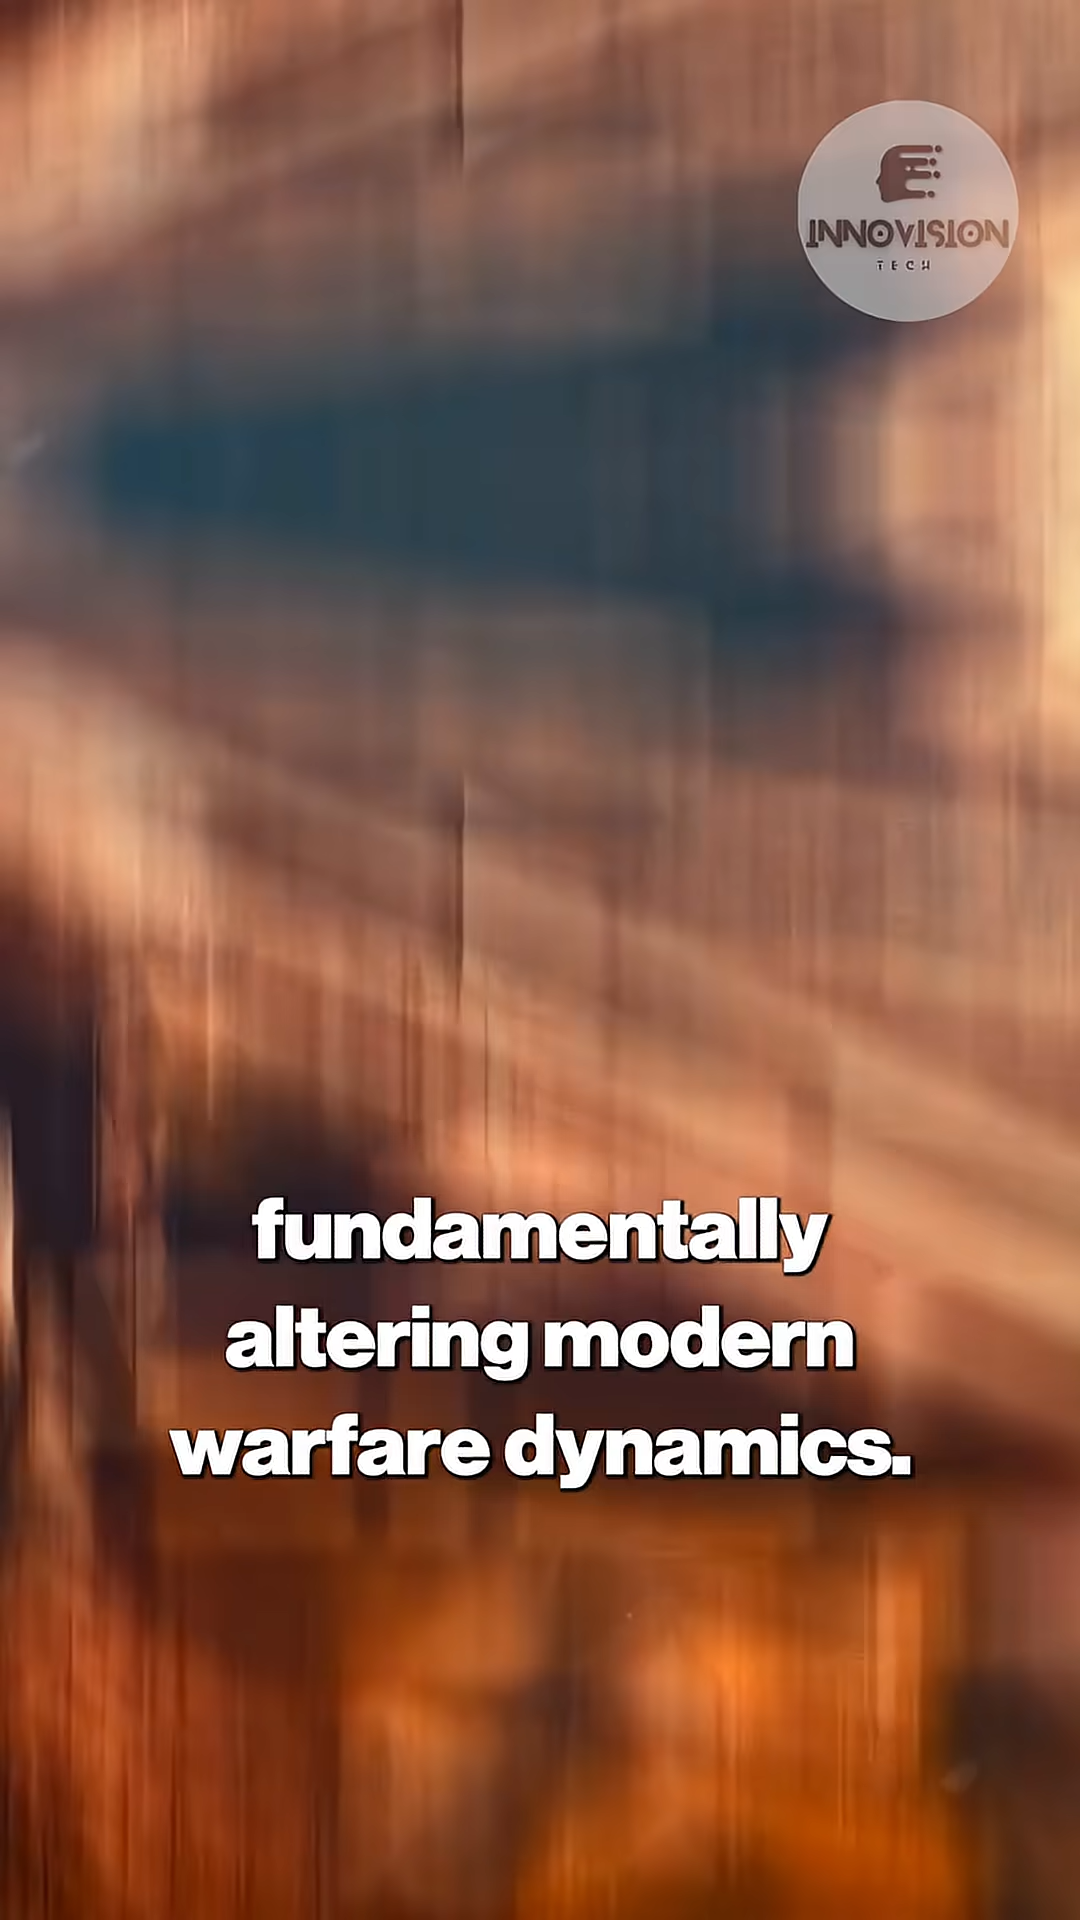 INNOVISION
TECH
fundamentally
altering modern
warfare dynamics.